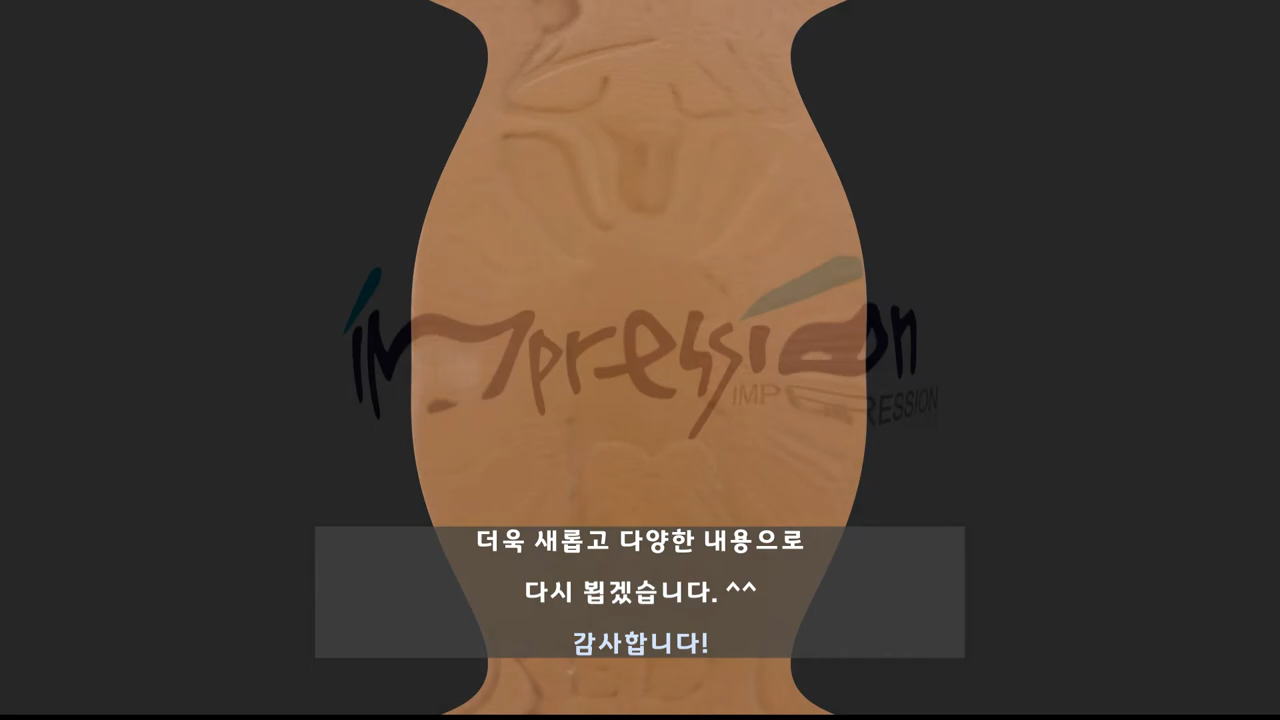 impression
IMPRESSION
더욱 새롭고 다양한 내용으로
다시 뵙겠습니다. ^^
감사합니다!